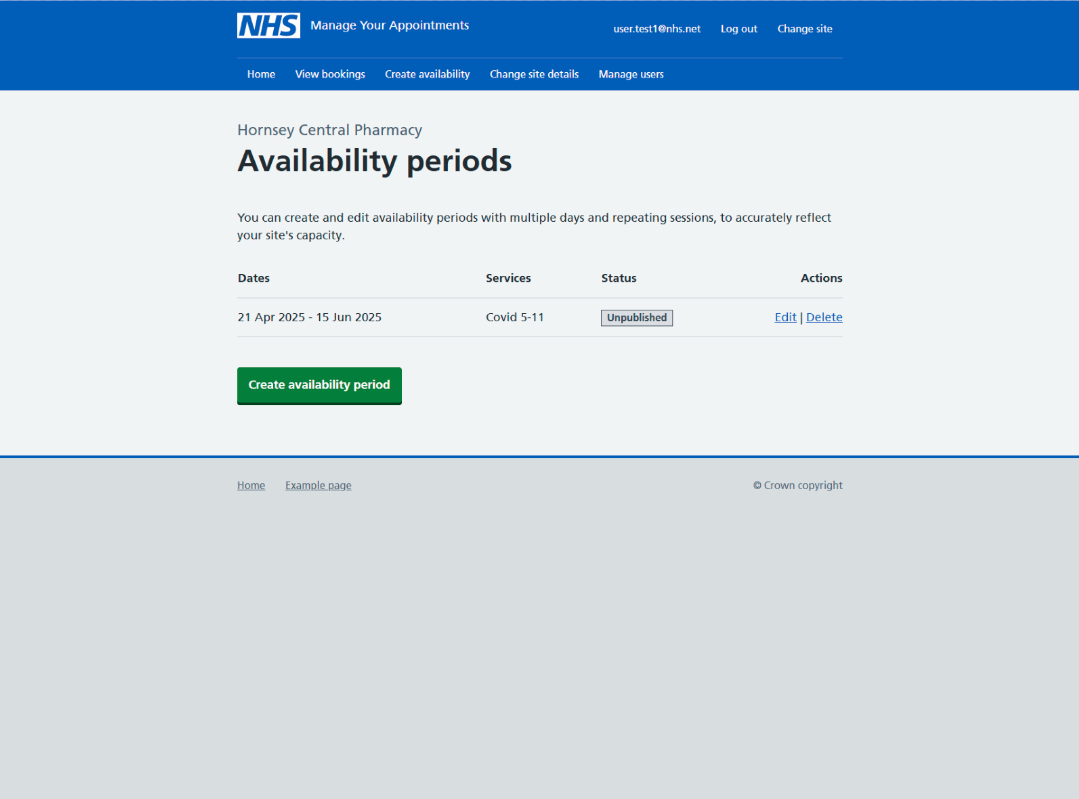 NHS Manage Your Appointments user.test1@nhs.net Log out Change site
Home View bookings Create availability Change site details Manage users
Hornsey Central Pharmacy
Availability periods
You can create and edit availability periods with multiple days and repeating sessions, to accurately reflect
your site's capacity.
Dates Services Status Actions
21 Apr 2025 - 15 Jun 2025 Covid 5-11 Unpublished Edit | Delete
Create availability period
Home Example page © Crown copyright